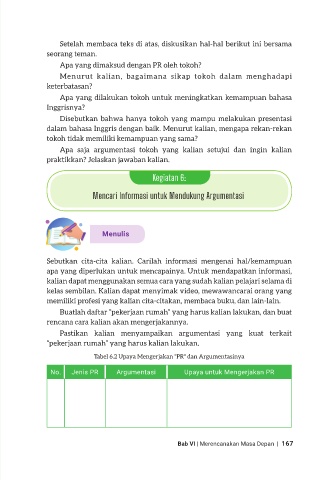 Setelah membaca teks di atas, diskusikan hal-hal berikut ini bersama
seorang teman.
Apa yang dimaksud dengan PR oleh tokoh?
Menurut kalian, bagaimana sikap tokoh dalam menghadapi
keterbatasan?
Apa yang dilakukan tokoh untuk meningkatkan kemampuan bahasa
Inggrisnya?
Disebutkan bahwa hanya tokoh yang mampu melakukan presentasi
dalam bahasa Inggris dengan baik. Menurut kalian, mengapa rekan-rekan
tokoh tidak memiliki kemampuan yang sama?
Apa saja argumentasi tokoh yang kalian setujui dan ingin kalian
praktikkan? Jelaskan jawaban kalian.
Kegiatan 6:
Mencari Informasi untuk Mendukung Argumentasi
Menulis
Sebutkan cita-cita kalian. Carilah informasi mengenai hal/kemampuan
apa yang diperlukan untuk mencapainya. Untuk mendapatkan informasi,
kalian dapat menggunakan semua cara yang sudah kalian pelajari selama di
kelas sembilan. Kalian dapat menyimak video, mewawancarai orang yang
memiliki profesi yang kalian cita-citakan, membaca buku, dan lain-lain.
Buatlah daftar "pekerjaan rumah" yang harus kalian lakukan, dan buat
rencana cara kalian akan mengerjakannya.
Pastikan kalian menyampaikan argumentasi yang kuat terkait
"pekerjaan rumah" yang harus kalian lakukan.
Tabel 6.2 Upaya Mengerjakan "PR" dan Argumentasinya
No. Jenis PR Argumentasi Upaya untuk Mengerjakan PR
Bab VI | Merencanakan Masa Depan | 167